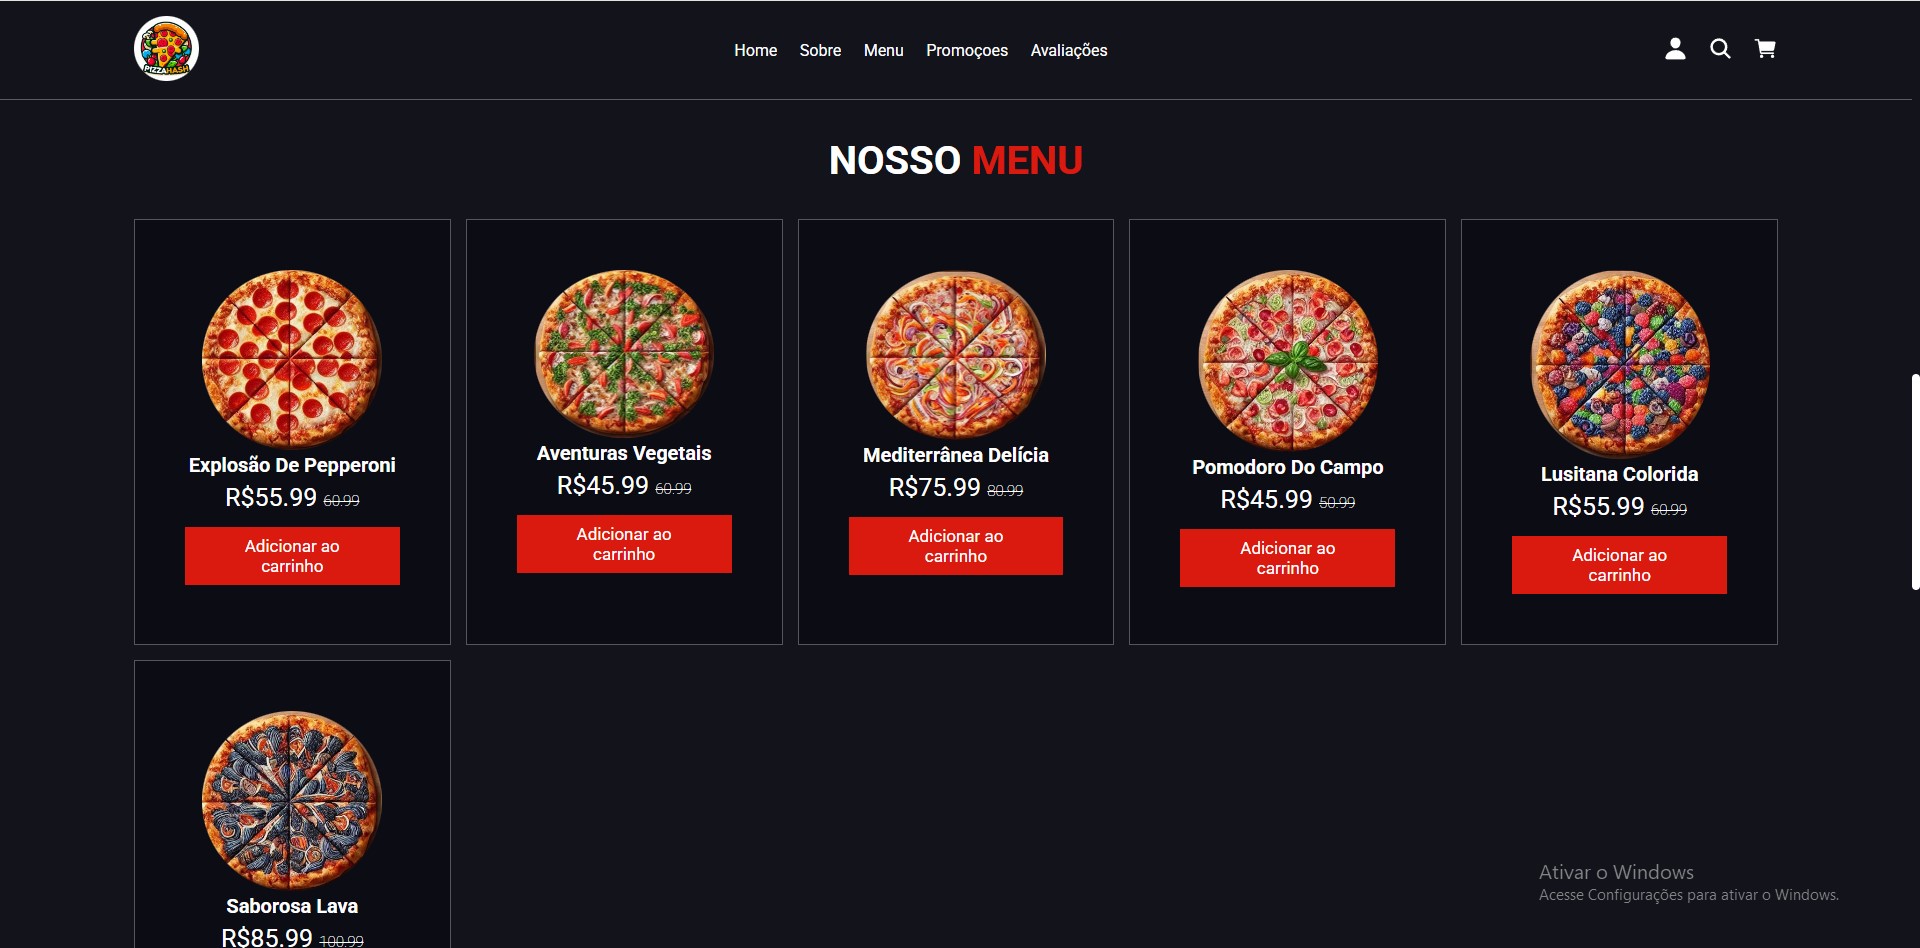 PIZZAHASH
Home Sobre Menu Promoçoes Avaliações
NOSSO MENU
Explosão De Pepperoni
R$55.99 60.99
Adicionar ao
carrinho
Aventuras Vegetais
R$45.99 60.99
Adicionar ao
carrinho
Mediterrânea Delícia
R$75.99 80.99
Adicionar ao
carrinho
Pomodoro Do Campo
R$45.99 50.99
Adicionar ao
carrinho
Lusitana Colorida
R$55.99 60.99
Adicionar ao
carrinho
Saborosa Lava
R$85.99 100.99
Ativar o Windows
Acesse Configurações para ativar o Windows.